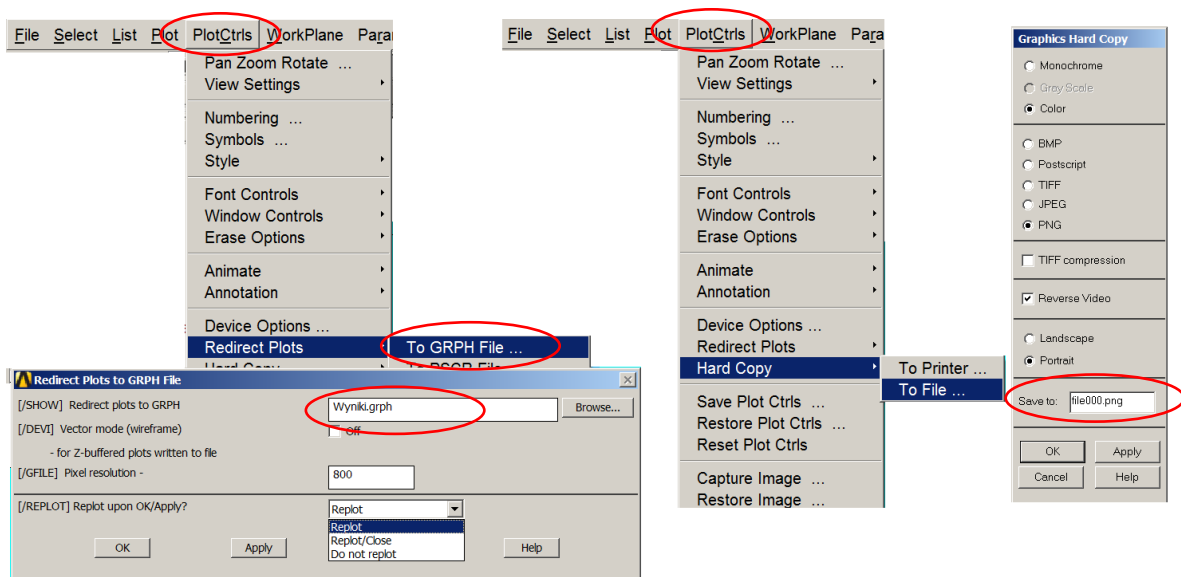 File Select List Plot PlotCtrls WorkPlane Para
Pan Zoom Rotate ...
View Settings
Numbering ...
Symbols ...
Style
Font Controls
Window Controls
Erase Options
Animate
Annotation
Device Options ...
Redirect Plots
To GRPH File ...
Hard Copy
To PSCR File
Redirect Plots to GRPH File
[/SHOW] Redirect plots to GRPH
Wyniki.grph
Browse...
[/DEVI] Vector mode (wireframe)
Off
- for Z-buffered plots written to file
[/GFILE] Pixel resolution -
800
[/REPLOT] Replot upon OK/Apply?
Replot
Replot
Replot/Close
Do not replot
OK
Apply
Help
File Select List Plot PlotCtrls WorkPlane Para
Pan Zoom Rotate ...
View Settings
Numbering ...
Symbols ...
Style
Font Controls
Window Controls
Erase Options
Animate
Annotation
Device Options ...
Redirect Plots
Hard Copy
To Printer ...
To File ...
Save Plot Ctrls ...
Restore Plot Ctrls ...
Reset Plot Ctrls
Capture Image ...
Restore Image ...
Graphics Hard Copy
Monochrome
Gray Scale
Color
BMP
Postscript
TIFF
JPEG
PNG
TIFF compression
Reverse Video
Landscape
Portrait
Save to: file000.png
OK
Apply
Cancel
Help